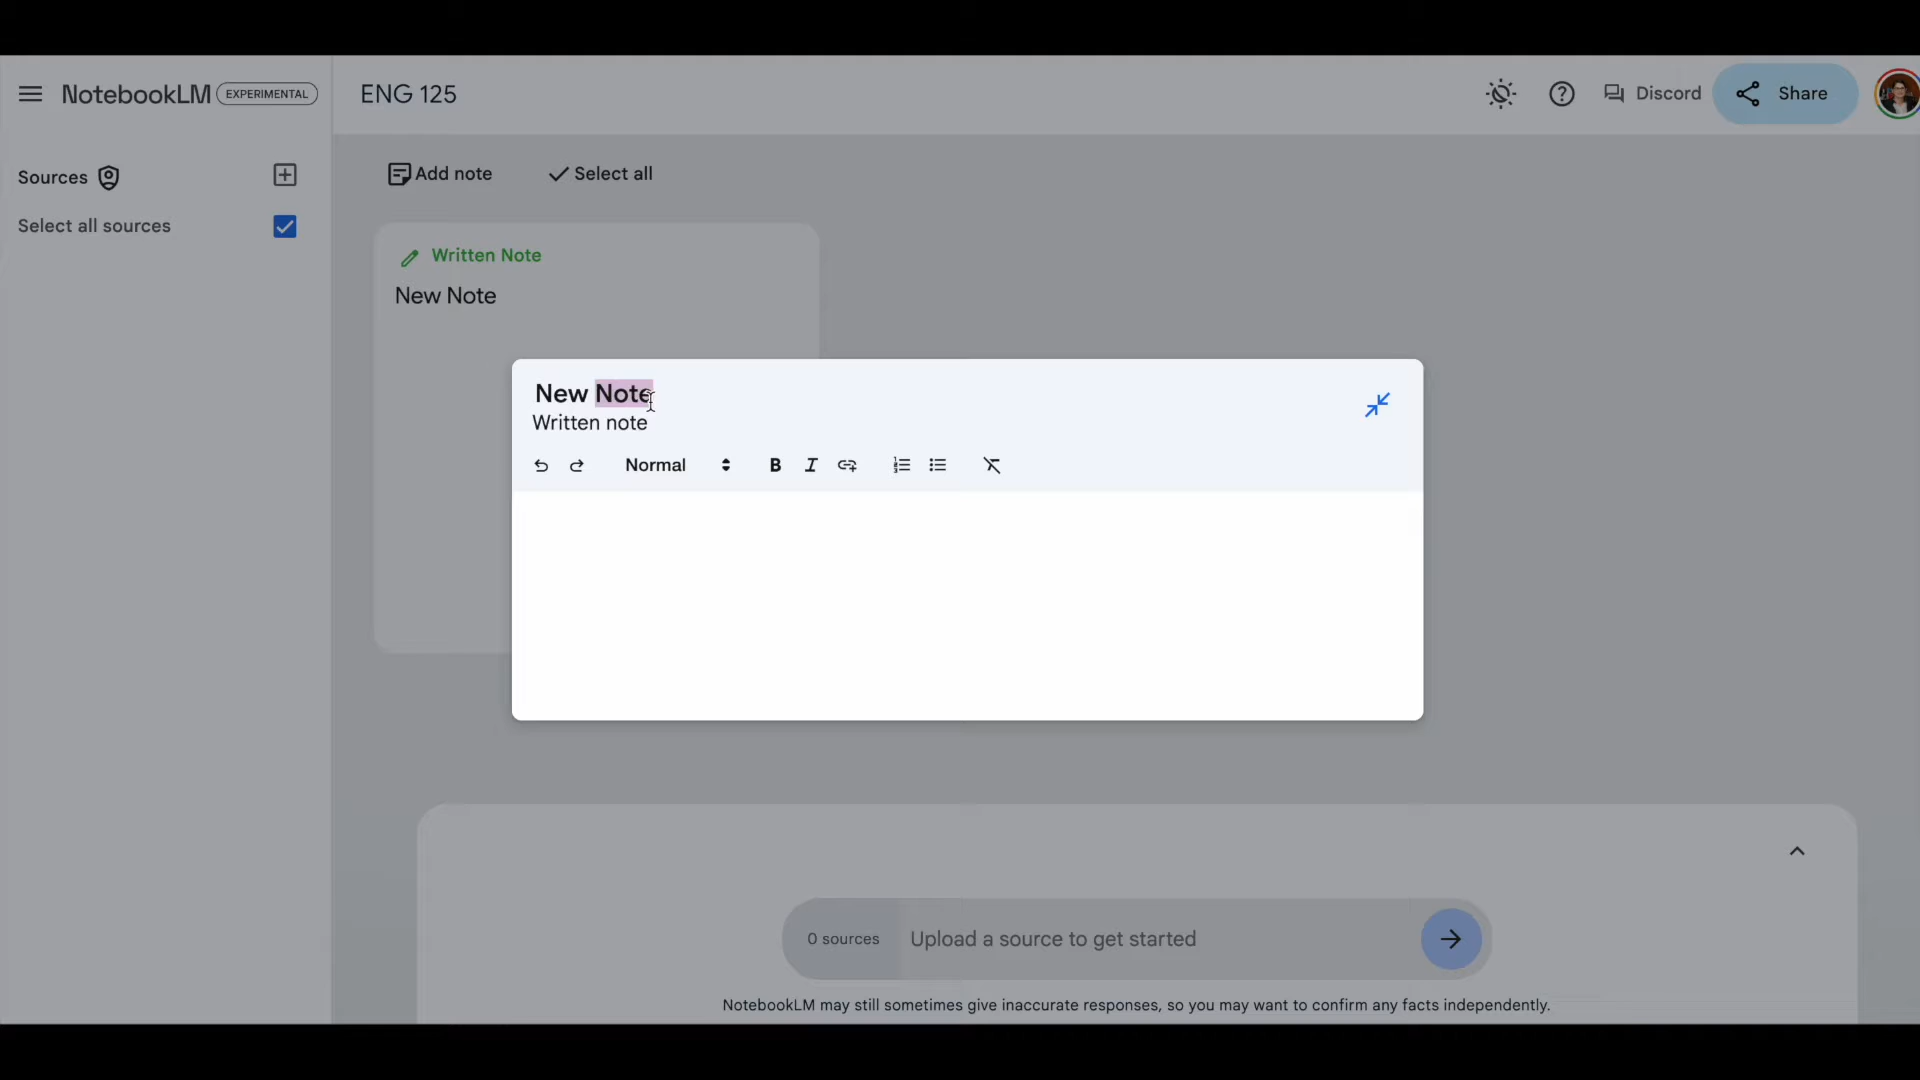 NotebookLM EXPERIMENTAL
ENG 125
Discord
Share
Sources
Select all sources
Add note
Select all
Written Note
New Note
New Note
Written note
Normal
B I
0 sources
Upload a source to get started
NotebookLM may still sometimes give inaccurate responses, so you may want to confirm any facts independently.